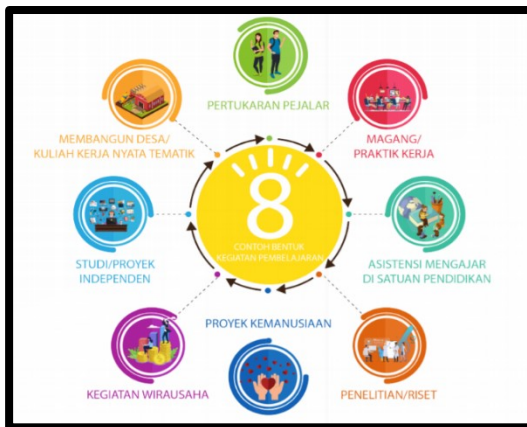 PERTUKARAN PEJALAR
MAGANG/
PRAKTIK KERJA
ASISTENSI MENGAJAR
DI SATUAN PENDIDIKAN
PENELITIAN/RISET
PROYEK KEMANUSIAAN
KEGIATAN WIRAUSAHA
STUDI/PROYEK
INDEPENDEN
MEMBANGUN DESA/
KULIAH KERJA NYATA TEMATIK
8
CONTOH BENTUK
KEGIATAN PEMBELAJARAN